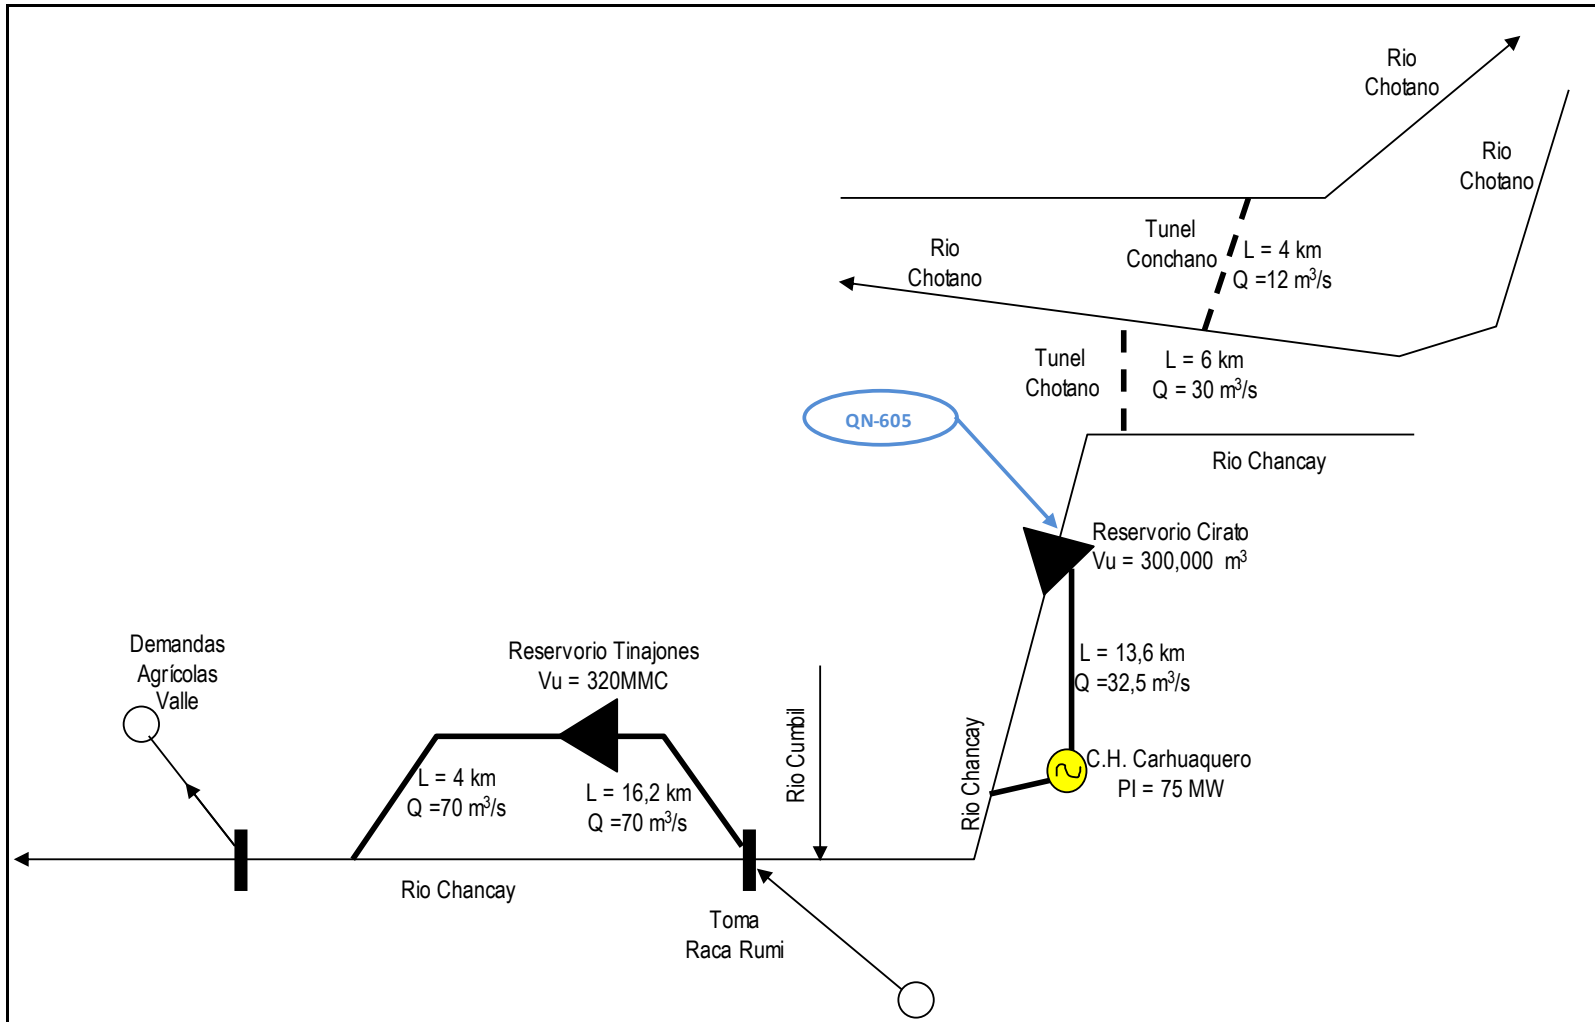 Rio
Chotano
Rio
Chotano
Tunel
Conchano
L = 4 km
Q =12 m³/s
Rio
Chotano
Tunel
Chotano
L = 6 km
Q = 30 m³/s
QN-605
Rio Chancay
Reservorio Cirato
Vu = 300,000 m³
Demandas
Agrícolas
Valle
Reservorio Tinajones
Vu = 320MMC
L = 13,6 km
Q =32,5 m³/s
Rio Cumbil
Rio Chancay
C.H. Carhuaquero
PI = 75 MW
L = 4 km
Q =70 m³/s
L = 16,2 km
Q =70 m³/s
Rio Chancay
Toma
Raca Rumi